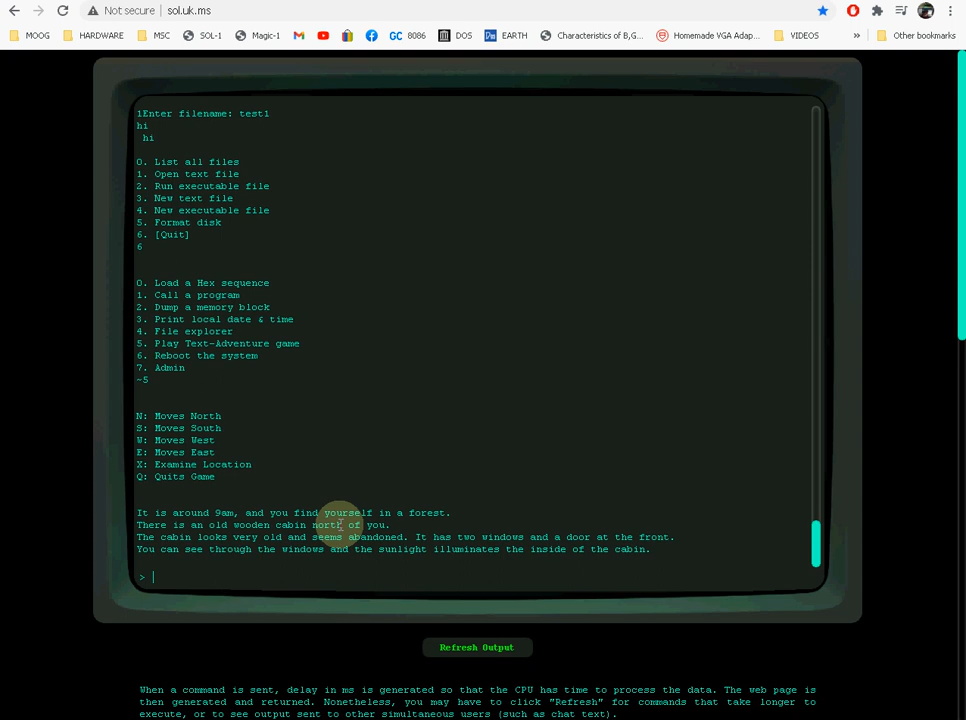 Not secure | sol.uk.ms
MOOG HARDWARE MSC SOL-1 Magic-1 GC 8086 DOS Dm EARTH Characteristics of B,G... Homemade VGA Adap... VIDEOS » Other bookmarks
1Enter filename: test1
hi
hi
0. List all files
1. Open text file
2. Run executable file
3. New text file
4. New executable file
5. Format disk
6. [Quit]
6
0. Load a Hex sequence
1. Call a program
2. Dump a memory block
3. Print local date & time
4. File explorer
5. Play Text-Adventure game
6. Reboot the system
7. Admin
~5
N: Moves North
S: Moves South
W: Moves West
E: Moves East
X: Examine Location
Q: Quits Game
It is around 9am, and you find yourself in a forest.
There is an old wooden cabin north of you.
The cabin looks very old and seems abandoned. It has two windows and a door at the front.
You can see through the windows and the sunlight illuminates the inside of the cabin.
>
Refresh Output
When a command is sent, delay in ms is generated so that the CPU has time to process the data. The web page is
then generated and returned. Nonetheless, you may have to click "Refresh" for commands that take longer to
execute, or to see output sent to other simultaneous users (such as chat text).